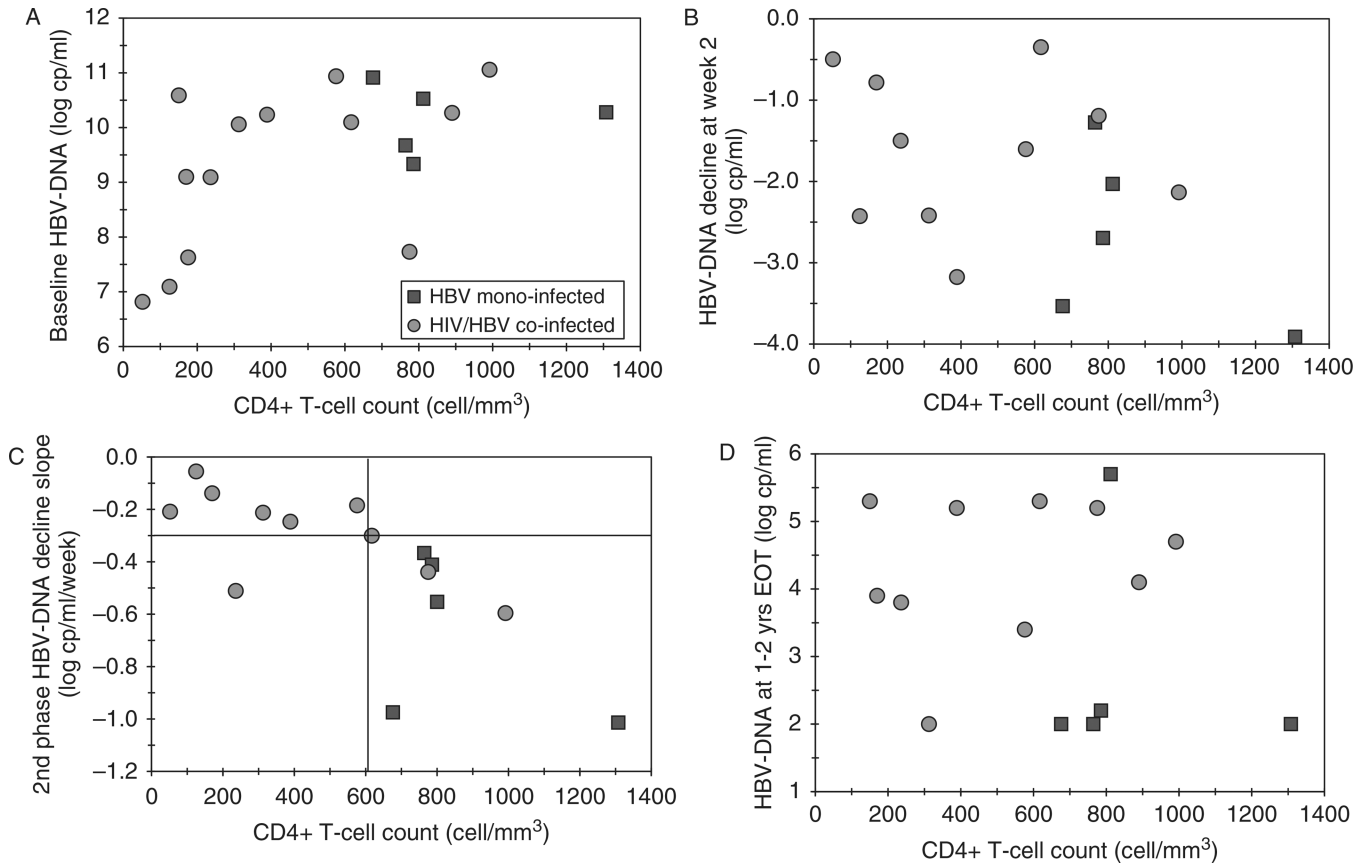 A
Baseline HBV-DNA (log cp/ml)
12
11
10
9
8
7
6
HBV mono-infected
HIV/HBV co-infected
0 200 400 600 800 1000 1200 1400
CD4+ T-cell count (cell/mm³)
B
HBV-DNA decline at week 2
(log cp/ml)
0.0
–1.0
–2.0
–3.0
–4.0
0 200 400 600 800 1000 1200 1400
CD4+ T-cell count (cell/mm³)
C
2nd phase HBV-DNA decline slope
(log cp/ml/week)
0.0
–0.2
–0.4
–0.6
–0.8
–1.0
–1.2
0 200 400 600 800 1000 1200 1400
CD4+ T-cell count (cell/mm³)
D
HBV-DNA at 1-2 yrs EOT (log cp/ml)
6
5
4
3
2
1
0 200 400 600 800 1000 1200 1400
CD4+ T-cell count (cell/mm³)